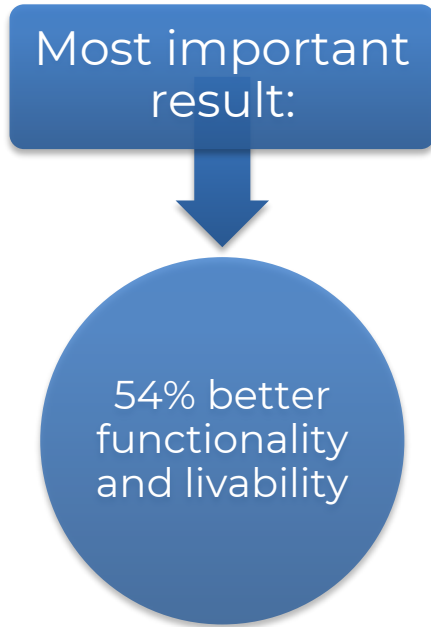 Most important
result:
54% better
functionality
and livability